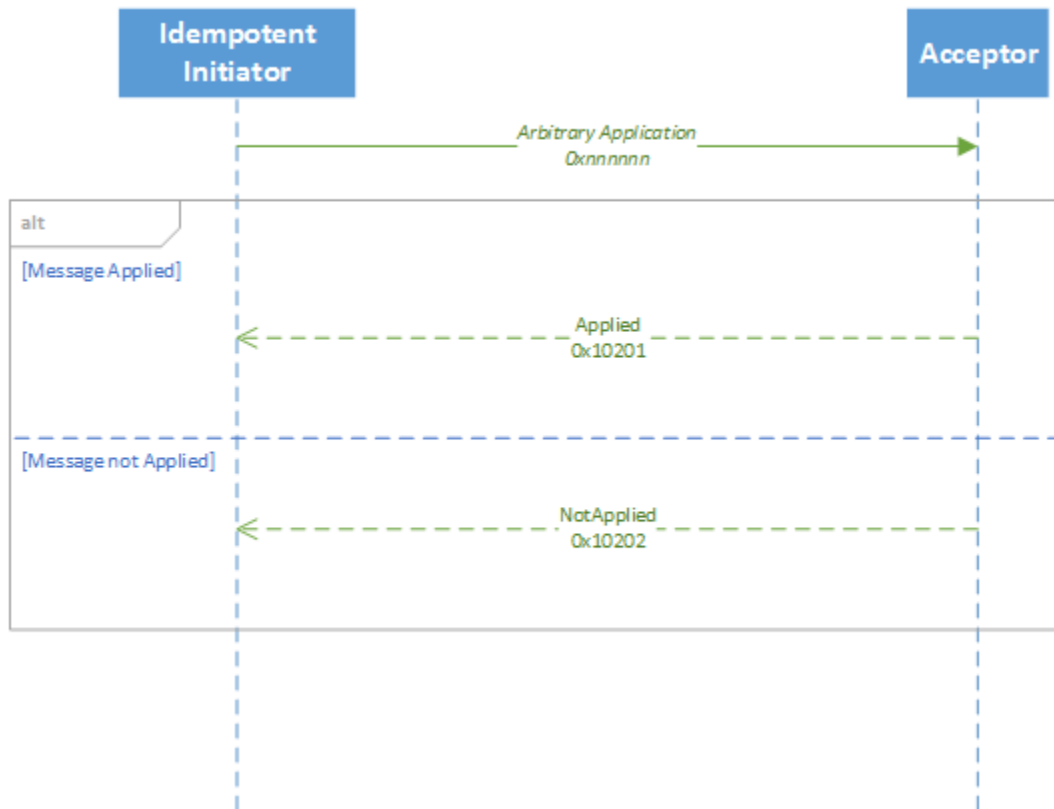 Idempotent
Initiator
Acceptor
Arbitrary Application
0xnnnnnn
alt
[Message Applied]
Applied
0x10201
[Message not Applied]
NotApplied
0x10202